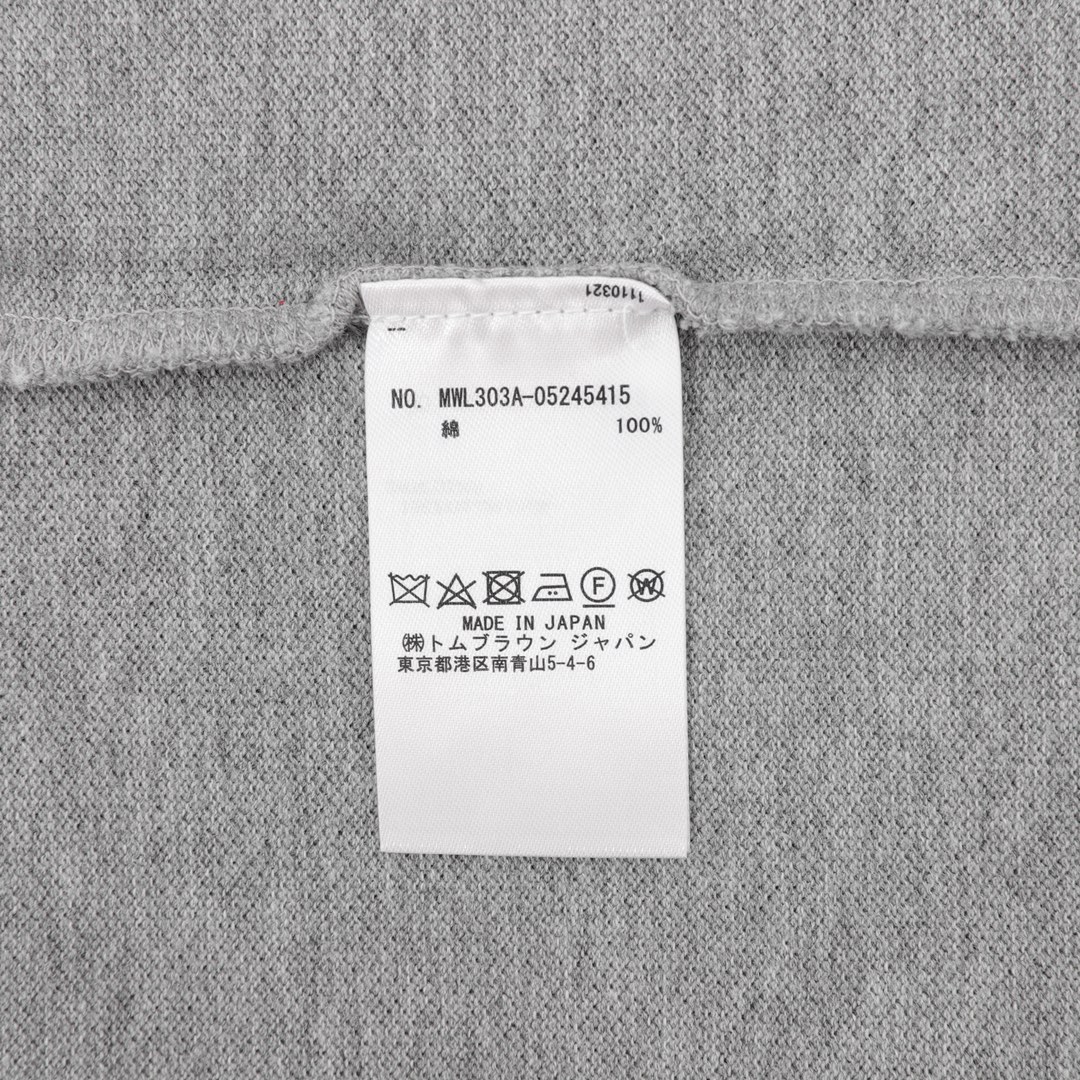 1110321
NO. MWL303A-05245415
綿 100%
F W
MADE IN JAPAN
㈱トムブラウン ジャパン
東京都港区南青山5-4-6